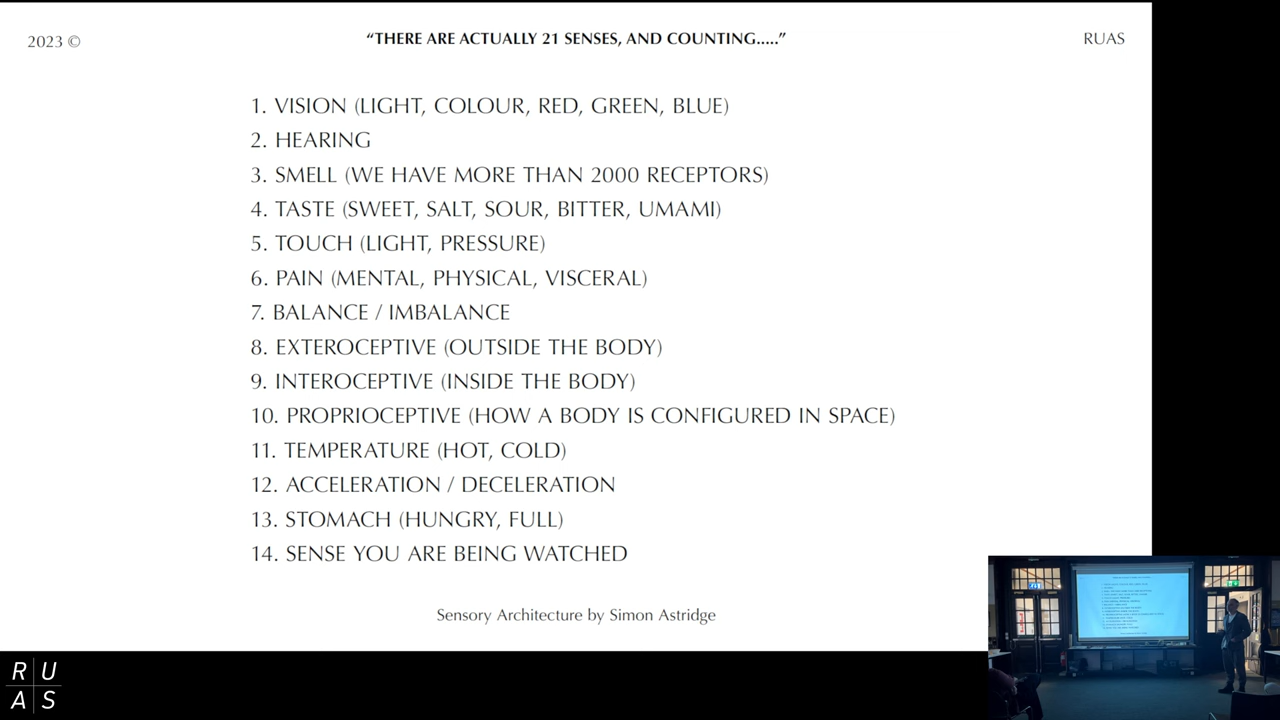 2023 ©
“THERE ARE ACTUALLY 21 SENSES, AND COUNTING.....”
RUAS
1. VISION (LIGHT, COLOUR, RED, GREEN, BLUE)
2. HEARING
3. SMELL (WE HAVE MORE THAN 2000 RECEPTORS)
4. TASTE (SWEET, SALT, SOUR, BITTER, UMAMI)
5. TOUCH (LIGHT, PRESSURE)
6. PAIN (MENTAL, PHYSICAL, VISCERAL)
7. BALANCE / IMBALANCE
8. EXTEROCEPTIVE (OUTSIDE THE BODY)
9. INTEROCEPTIVE (INSIDE THE BODY)
10. PROPRIOCEPTIVE (HOW A BODY IS CONFIGURED IN SPACE)
11. TEMPERATURE (HOT, COLD)
12. ACCELERATION / DECELERATION
13. STOMACH (HUNGRY, FULL)
14. SENSE YOU ARE BEING WATCHED
Sensory Architecture by Simon Astridge
R U
A S